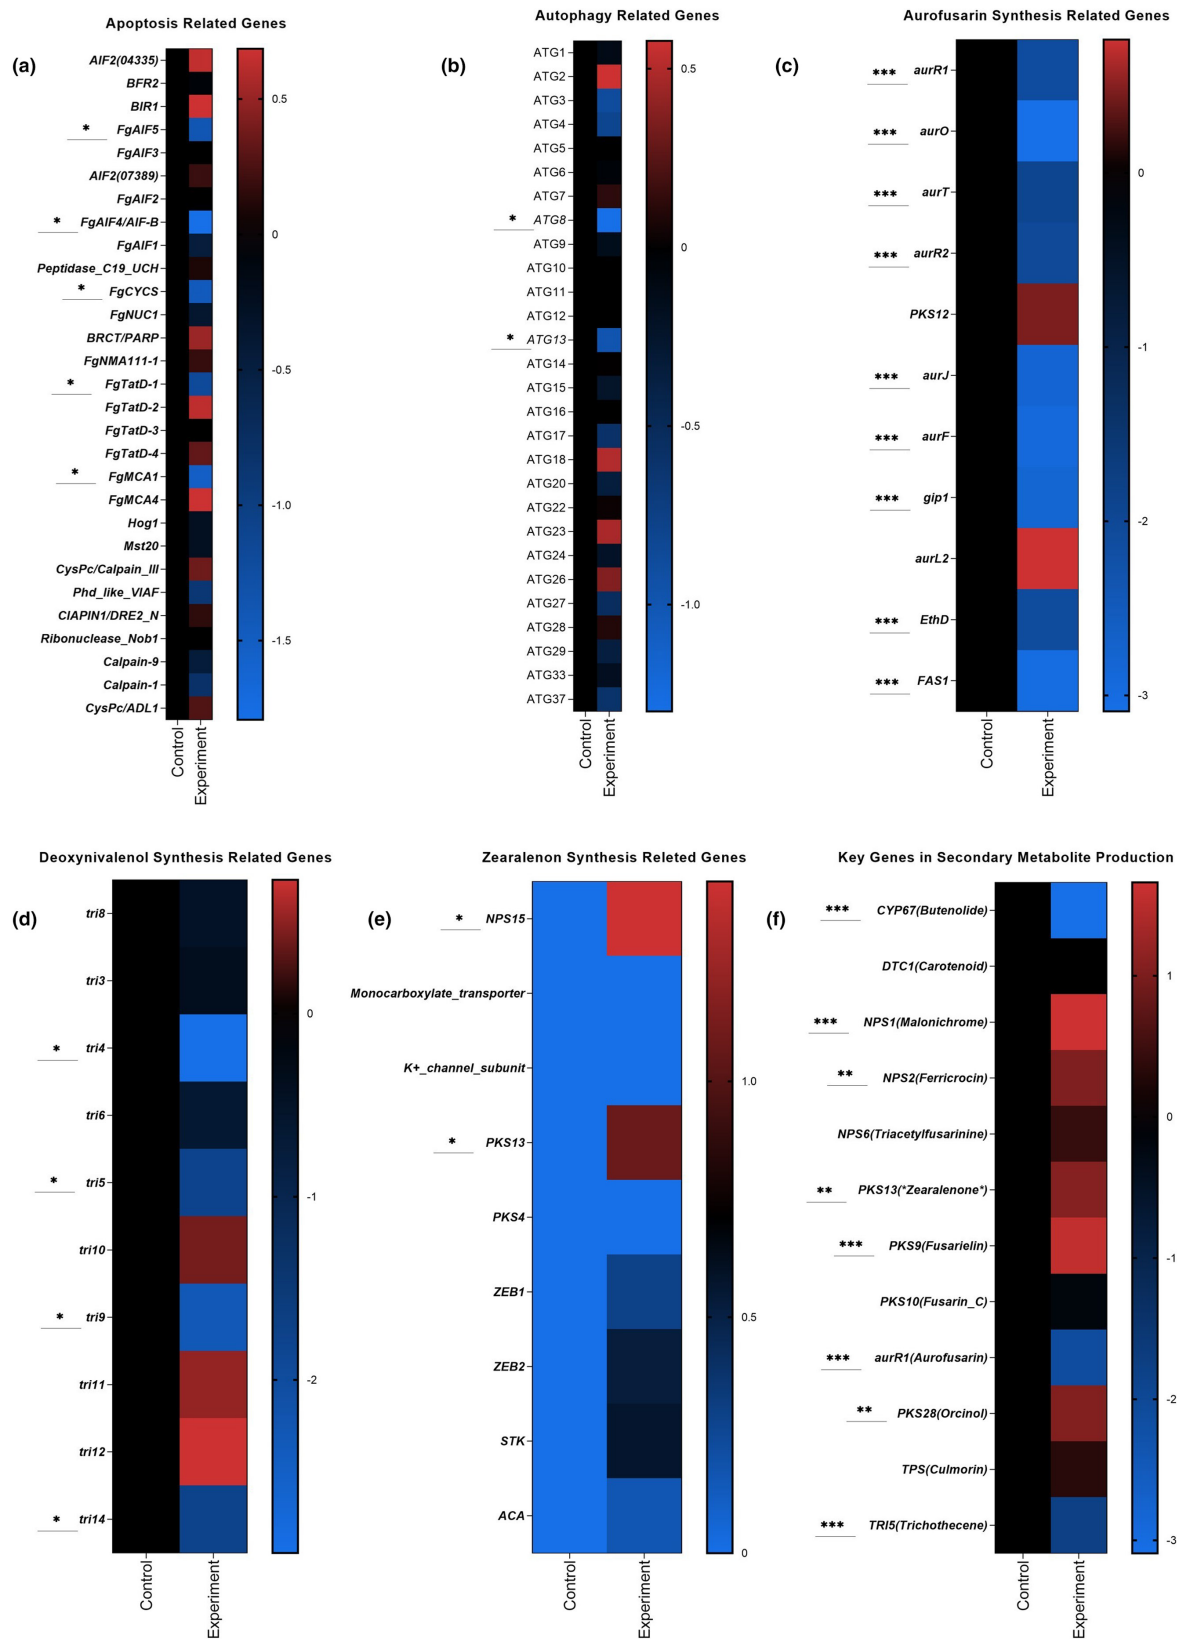 Apoptosis Related Genes
(a)
AIF2(04335)
BFR2
BIR1
* FgAIF5
FgAIF3
AIF2(07389)
FgAIF2
* FgAIF4/AIF-B
FgAIF1
Peptidase_C19_UCH
* FgCYCS
FgNUC1
BRCT/PARP
FgNMA111-1
* FgTatD-1
FgTatD-2
FgTatD-3
FgTatD-4
* FgMCA1
FgMCA4
Hog1
Mst20
CysPc/Calpain_III
Phd_like_VIAF
CIAPIN1/DRE2_N
Ribonuclease_Nob1
Calpain-9
Calpain-1
CysPc/ADL1
0.5
0
-0.5
-1.0
-1.5
Control
Experiment
Autophagy Related Genes
(b)
ATG1
ATG2
ATG3
ATG4
ATG5
ATG6
ATG7
* ATG8
ATG9
ATG10
ATG11
ATG12
* ATG13
ATG14
ATG15
ATG16
ATG17
ATG18
ATG20
ATG22
ATG23
ATG24
ATG26
ATG27
ATG28
ATG29
ATG33
ATG37
0.5
0
-0.5
-1.0
Control
Experiment
Aurofusarin Synthesis Related Genes
(c)
*** aurR1
*** aurO
*** aurT
*** aurR2
PKS12
*** aurJ
*** aurF
*** gip1
aurL2
*** EthD
*** FAS1
0
-1
-2
-3
Control
Experiment
Deoxynivalenol Synthesis Related Genes
(d)
tri8
tri3
* tri4
tri6
* tri5
tri10
* tri9
tri11
tri12
* tri14
0
-1
-2
Control
Experiment
Zearalenon Synthesis Releted Genes
(e)
* NPS15
Monocarboxylate_transporter
K+_channel_subunit
* PKS13
PKS4
ZEB1
ZEB2
STK
ACA
1.0
0.5
0
Control
Experiment
Key Genes in Secondary Metabolite Production
(f)
*** CYP67(Butenolide)
DTC1(Carotenoid)
*** NPS1(Malonichrome)
** NPS2(Ferricrocin)
NPS6(Triacetylfusarinine)
** PKS13(*Zearalenone*)
*** PKS9(Fusarielin)
PKS10(Fusarin_C)
*** aurR1(Aurofusarin)
** PKS28(Orcinol)
TPS(Culmorin)
*** TRI5(Trichothecene)
1
0
-1
-2
-3
Control
Experiment